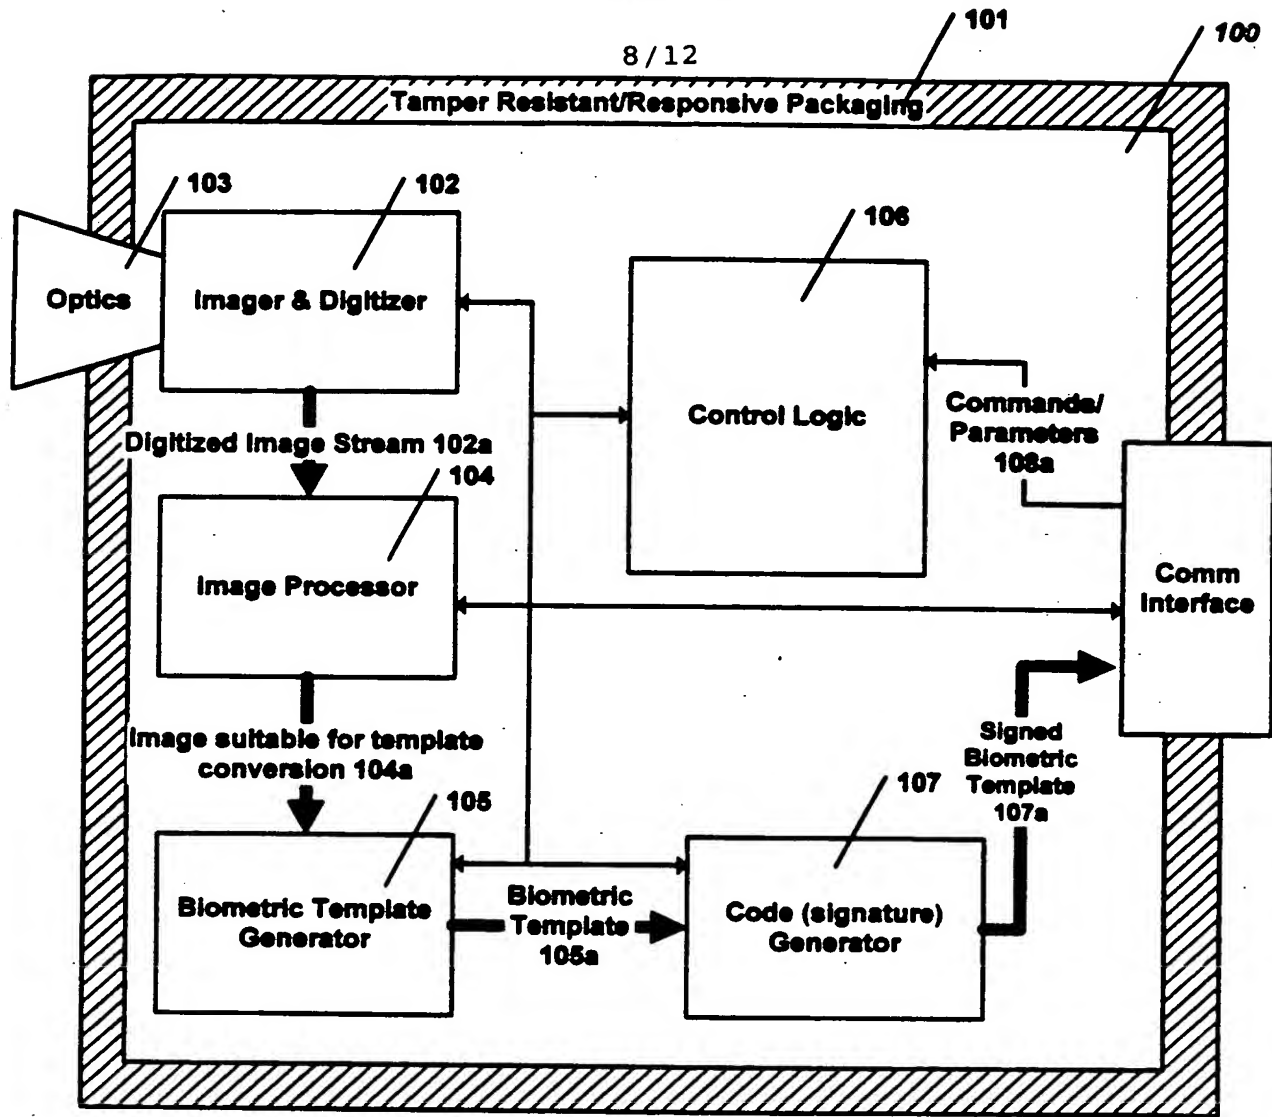 8/12
101
100
Tamper Resistant/Responsive Packaging
103
102
106
Optics
Imager & Digitizer
Control Logic
Commands/
Parameters
108a
Digitized Image Stream 102a
104
Image Processor
Comm
Interface
Image suitable for template
conversion 104a
Signed
Biometric
Template
107a
105
107
Biometric Template
Generator
Biometric
Template
105a
Code (signature)
Generator